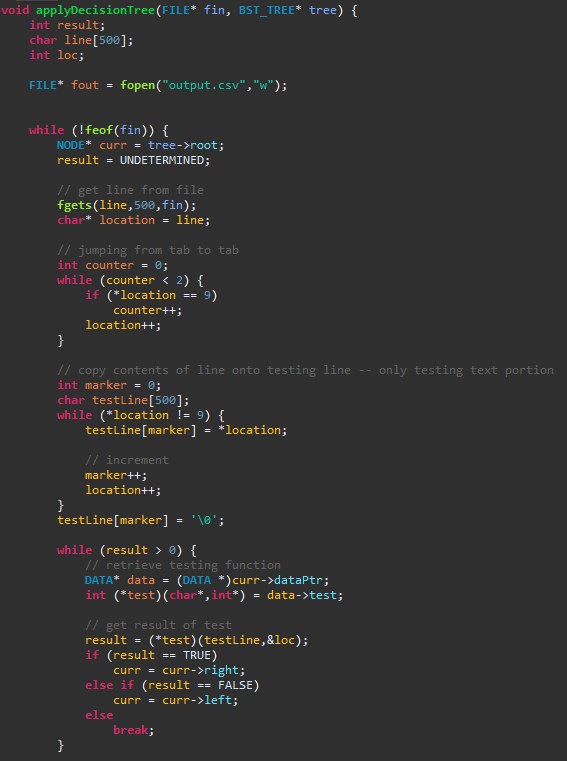 void applyDecisionTree(FILE* fin, BST_TREE* tree) {
    int result;
    char line[500];
    int loc;

    FILE* fout = fopen("output.csv","w");


    while (!feof(fin)) {
        NODE* curr = tree->root;
        result = UNDETERMINED;

        // get line from file
        fgets(line,500,fin);
        char* location = line;

        // jumping from tab to tab
        int counter = 0;
        while (counter < 2) {
            if (*location == 9)
                counter++;
            location++;
        }

        // copy contents of line onto testing line -- only testing text portion
        int marker = 0;
        char testLine[500];
        while (*location != 9) {
            testLine[marker] = *location;

            // increment
            marker++;
            location++;
        }
        testLine[marker] = '\0';

        while (result > 0) {
            // retrieve testing function
            DATA* data = (DATA *)curr->dataPtr;
            int (*test)(char*,int*) = data->test;

            // get result of test
            result = (*test)(testLine,&loc);
            if (result == TRUE)
                curr = curr->right;
            else if (result == FALSE)
                curr = curr->left;
            else
                break;
        }